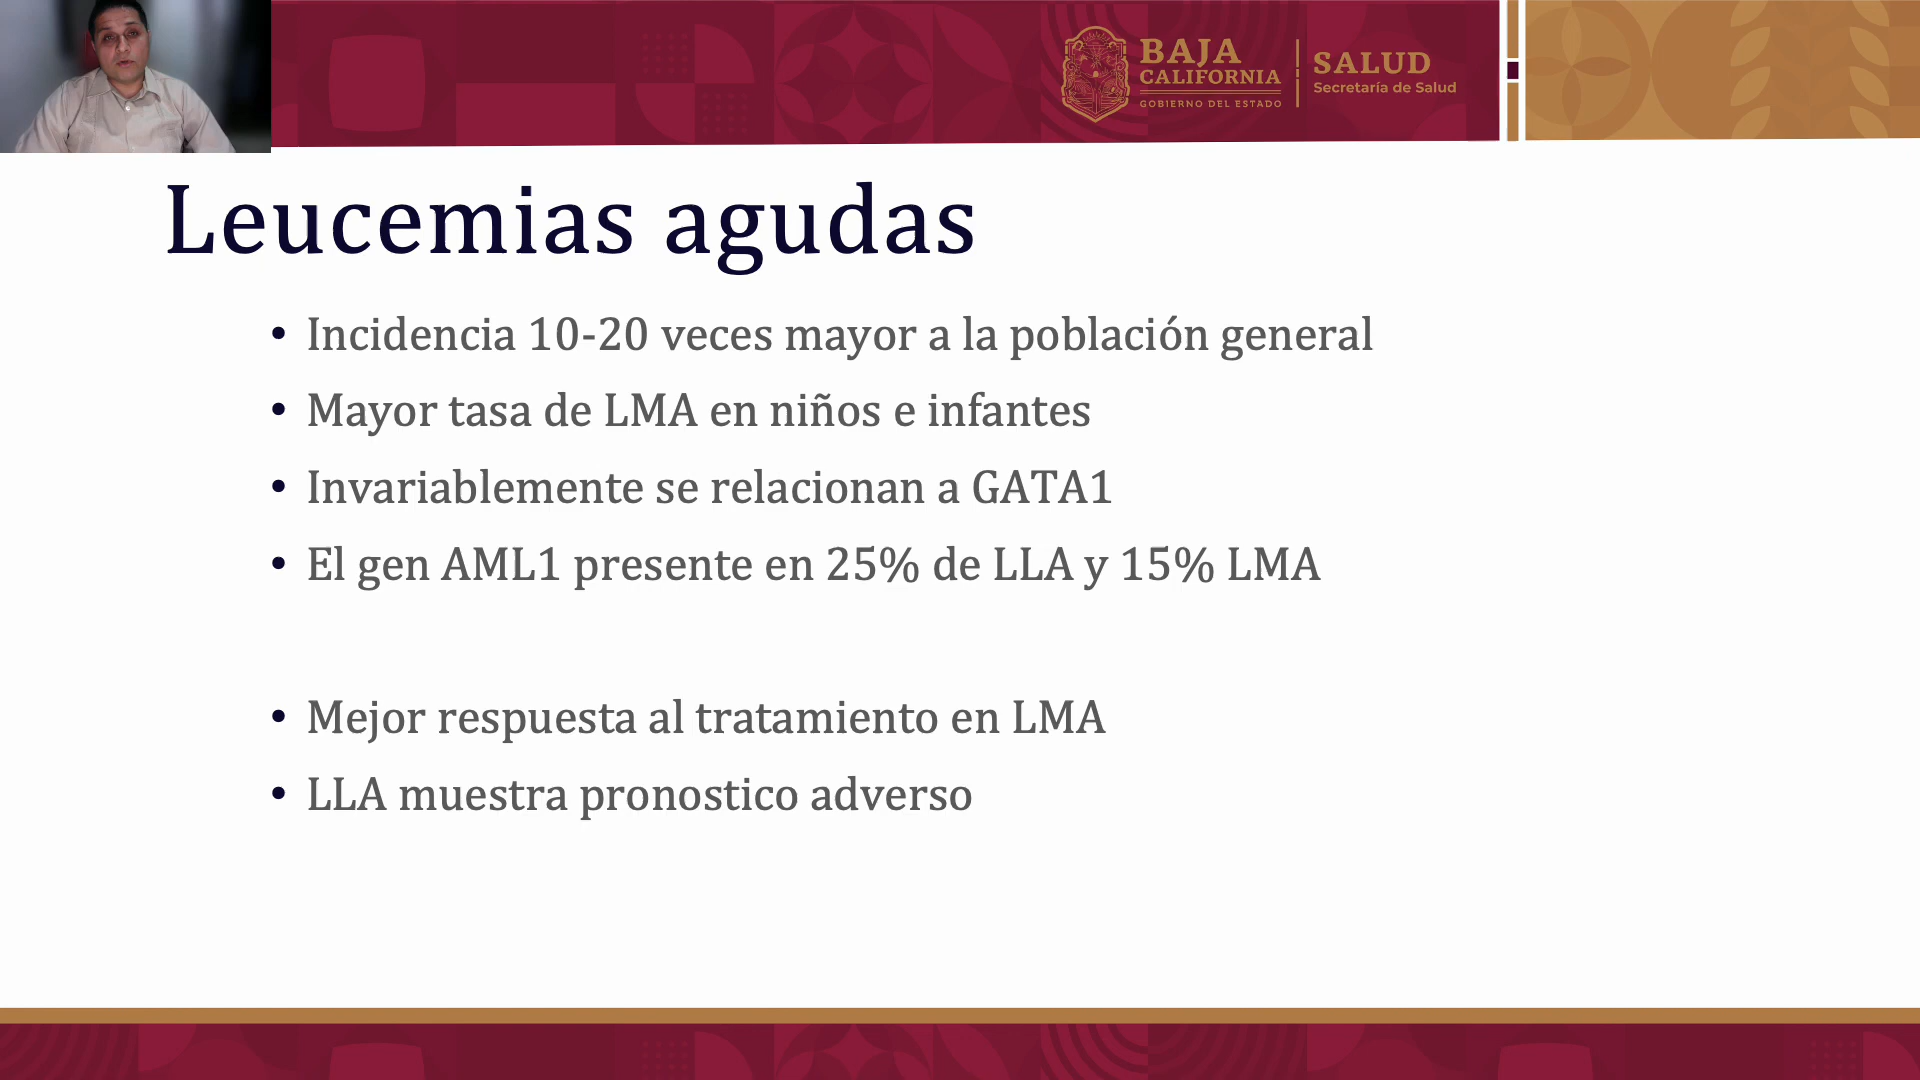 BAJA
CALIFORNIA
GOBIERNO DEL ESTADO
SALUD
Secretaría de Salud
Leucemias agudas
• Incidencia 10-20 veces mayor a la población general
• Mayor tasa de LMA en niños e infantes
• Invariablemente se relacionan a GATA1
• El gen AML1 presente en 25% de LLA y 15% LMA
• Mejor respuesta al tratamiento en LMA
• LLA muestra pronostico adverso